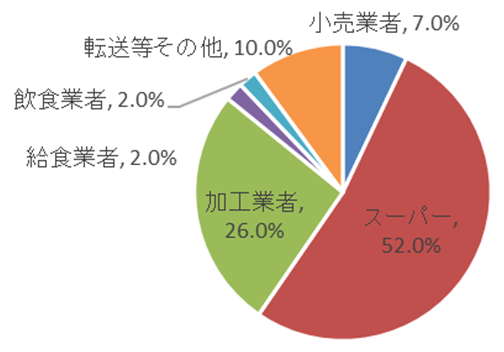 小売業者, 7.0%
転送等その他, 10.0%
飲食業者, 2.0%
給食業者, 2.0%
加工業者,
26.0%
スーパー,
52.0%